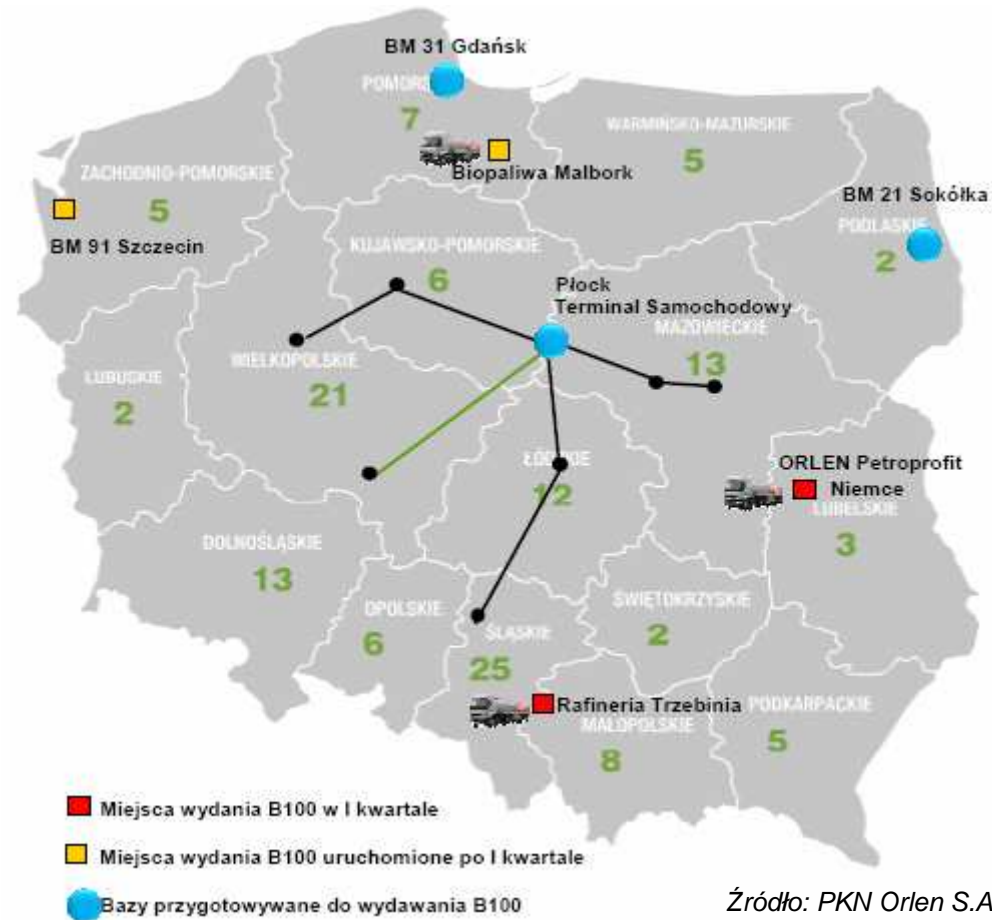 BM 31 Gdańsk
POMORSKIE
7
WARMIŃSKO-MAZURSKIE
5
Biopaliwa Malbork
ZACHODNIO-POMORSKIE
5
BM 91 Szczecin
BM 21 Sokółka
PODLASKIE
2
KUJAWSKO-POMORSKIE
6
Płock
Terminal Samochodowy
MAZOWIECKIE
13
WIELKOPOLSKIE
21
LUBUSKIE
2
ŁÓDZKIE
12
ORLEN Petroprofit
Niemce
LUBELSKIE
3
DOLNOŚLĄSKIE
13
OPOLSKIE
6
ŚWIĘTOKRZYSKIE
2
ŚLĄSKIE
25
Rafineria Trzebinia
MAŁOPOLSKIE
8
PODKARPACKIE
5
Miejsca wydania B100 w I kwartale
Miejsca wydania B100 uruchomione po I kwartale
Bazy przygotowywane do wydawania B100
Źródło: PKN Orlen S.A